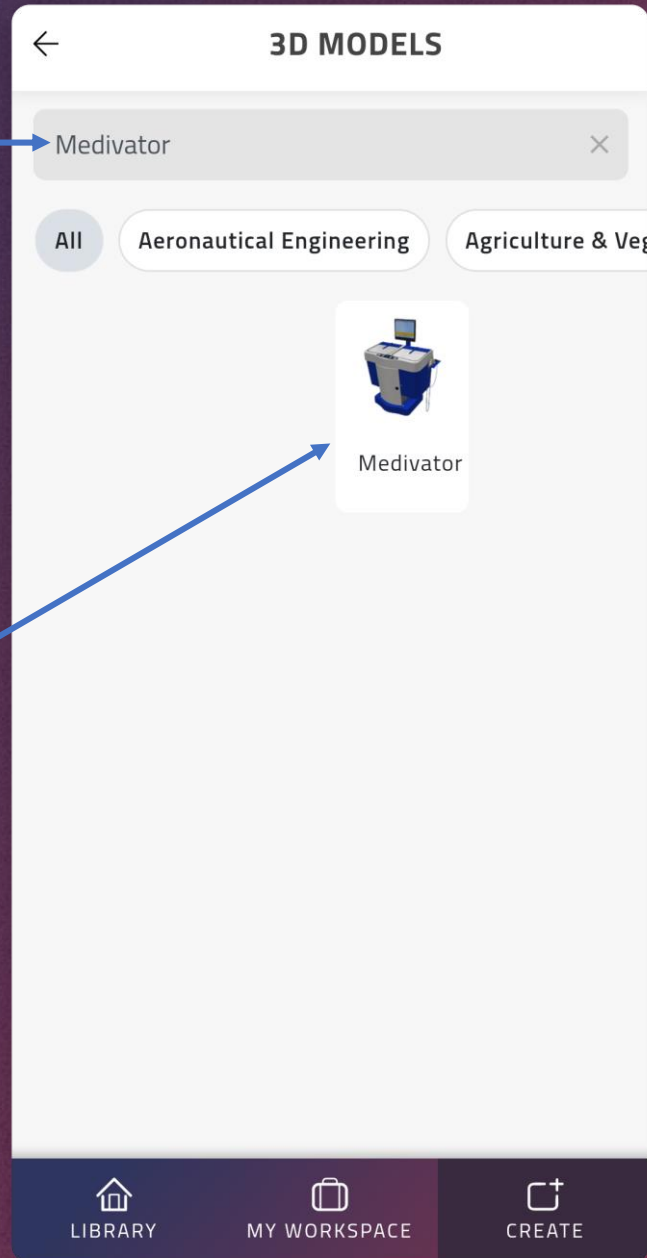 3D MODELS
Medivator
All Aeronautical Engineering Agriculture & Veg
Medivator
LIBRARY MY WORKSPACE CREATE